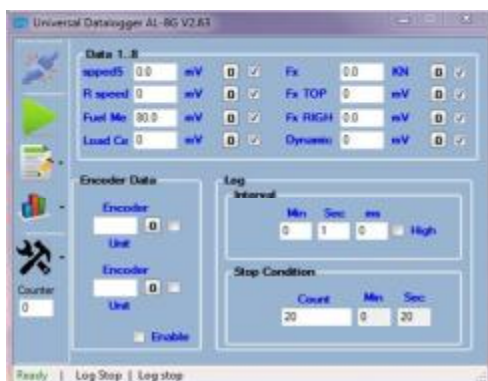 Universal Datalogger AL-8G V2.83
Data 1..8
spped5 0.0 mV 0 Fx 0.0 KN 0
R speed 0 mV 0 Fx TOP 0 mV 0
Fuel Me 80.0 mV 0 Fx RIGH 0.0 mV 0
Load Ca 0 mV 0 Dynamic 0 mV 0
Encoder Data
Encoder
0
Unit
Encoder
0
Unit
Enable
Log
Interval
Min Sec ms
0 1 0 High
Stop Condition
Count Min Sec
20 0 20
Counter
0
Ready | Log Stop | Log stop